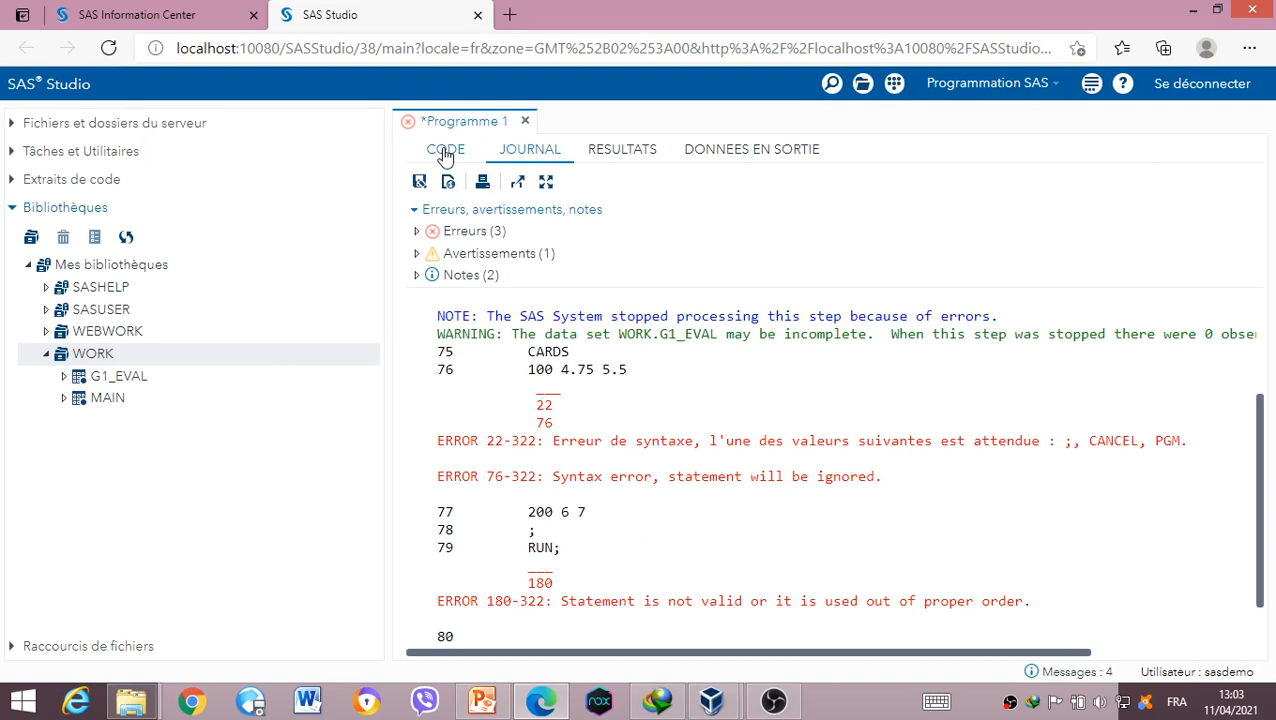 SAS Information Center
SAS Studio
localhost:10080/SASStudio/38/main?locale=fr&zone=GMT%252B02%253A00&http%3A%2F%2Flocalhost%3A10080%2FSASStudio...
SAS® Studio
Programmation SAS
Se déconnecter
Fichiers et dossiers du serveur
Tâches et Utilitaires
Extraits de code
Bibliothèques
Mes bibliothèques
SASHELP
SASUSER
WEBWORK
WORK
G1_EVAL
MAIN
Raccourcis de fichiers
*Programme 1
CODE JOURNAL RESULTATS DONNEES EN SORTIE
Erreurs, avertissements, notes
Erreurs (3)
Avertissements (1)
Notes (2)
NOTE: The SAS System stopped processing this step because of errors.
WARNING: The data set WORK.G1_EVAL may be incomplete.  When this step was stopped there were 0 obser
75 CARDS
76 100 4.75 5.5
22
76
ERROR 22-322: Erreur de syntaxe, l'une des valeurs suivantes est attendue : ;, CANCEL, PGM.
ERROR 76-322: Syntax error, statement will be ignored.
77 200 6 7
78 ;
79 RUN;
180
ERROR 180-322: Statement is not valid or it is used out of proper order.
80
Messages : 4
Utilisateur : sasdemo
nox
FRA
13:03
11/04/2021